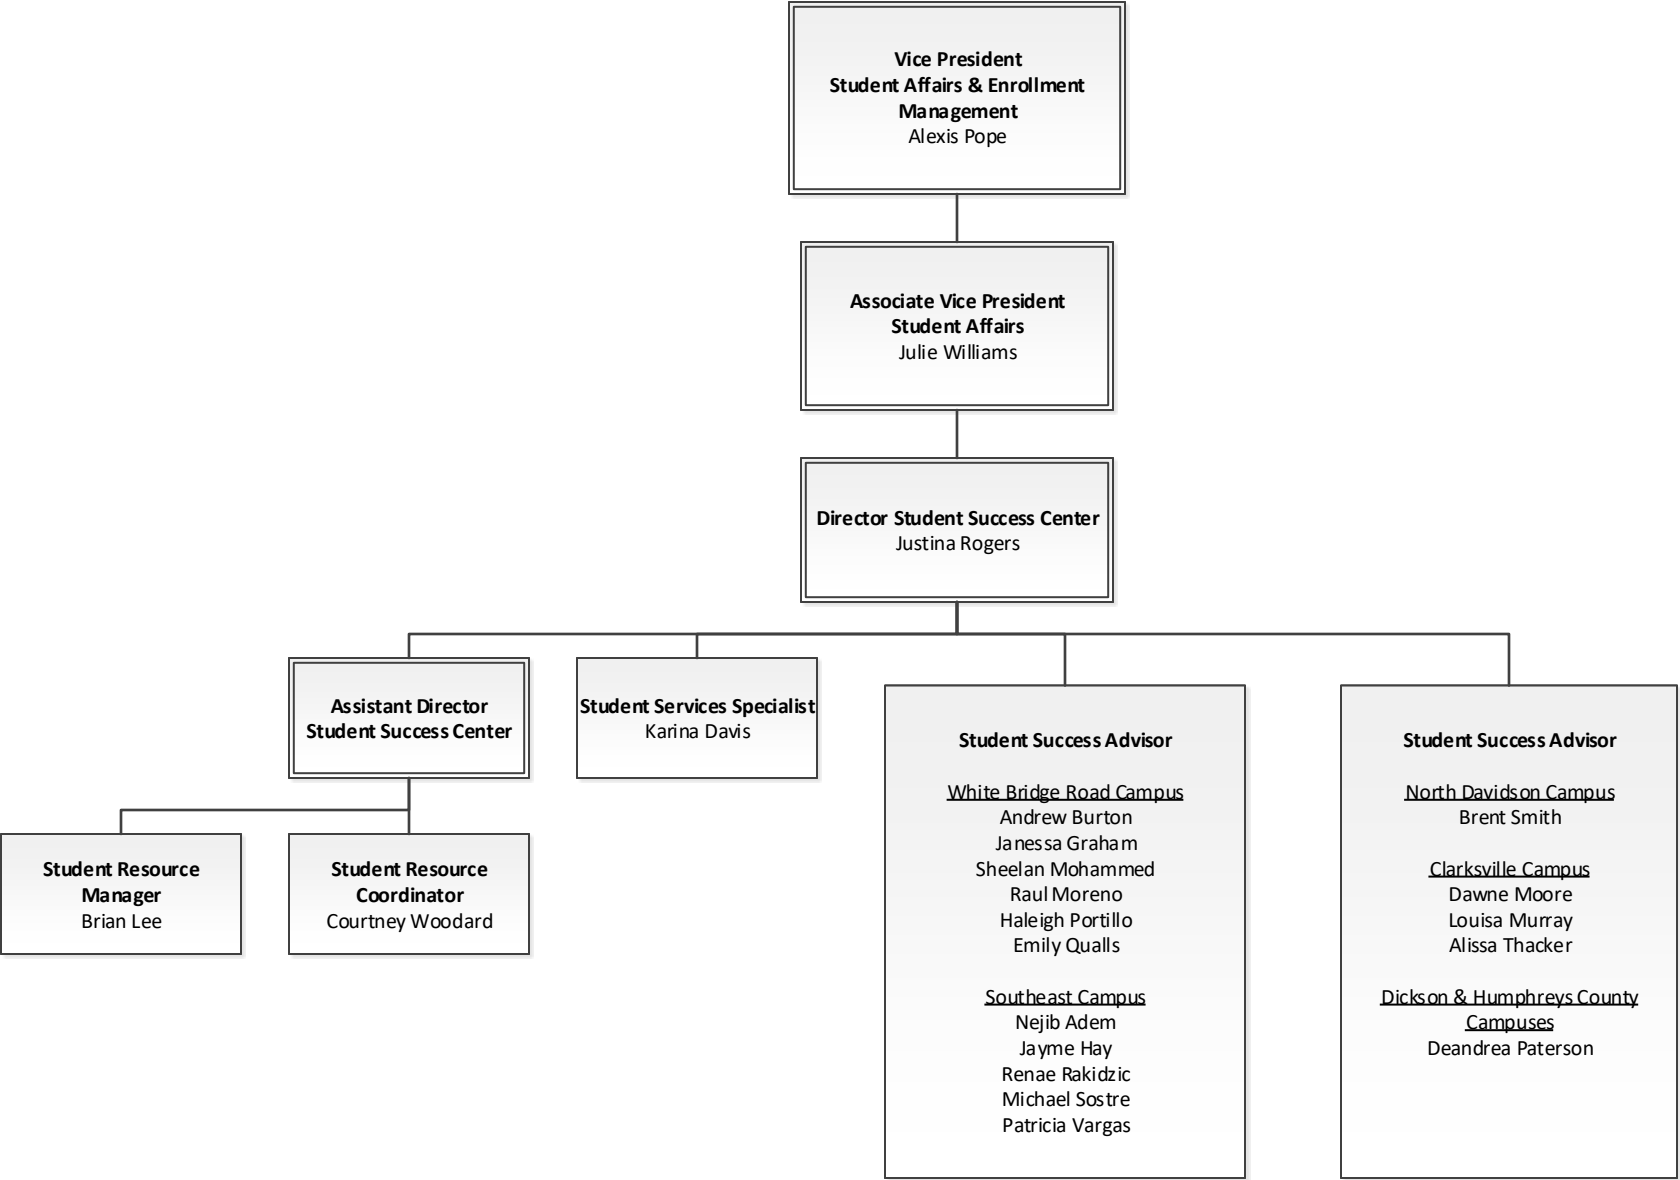 Vice President
Student Affairs & Enrollment
Management
Alexis Pope
Associate Vice President
Student Affairs
Julie Williams
Director Student Success Center
Justina Rogers
Assistant Director
Student Success Center
Student Services Specialist
Karina Davis
Student Resource
Manager
Brian Lee
Student Resource
Coordinator
Courtney Woodard
Student Success Advisor
White Bridge Road Campus
Andrew Burton
Janessa Graham
Sheelan Mohammed
Raul Moreno
Haleigh Portillo
Emily Qualls
Southeast Campus
Nejib Adem
Jayme Hay
Renae Rakidzic
Michael Sostre
Patricia Vargas
Student Success Advisor
North Davidson Campus
Brent Smith
Clarksville Campus
Dawne Moore
Louisa Murray
Alissa Thacker
Dickson & Humphreys County
Campuses
Deandrea Paterson